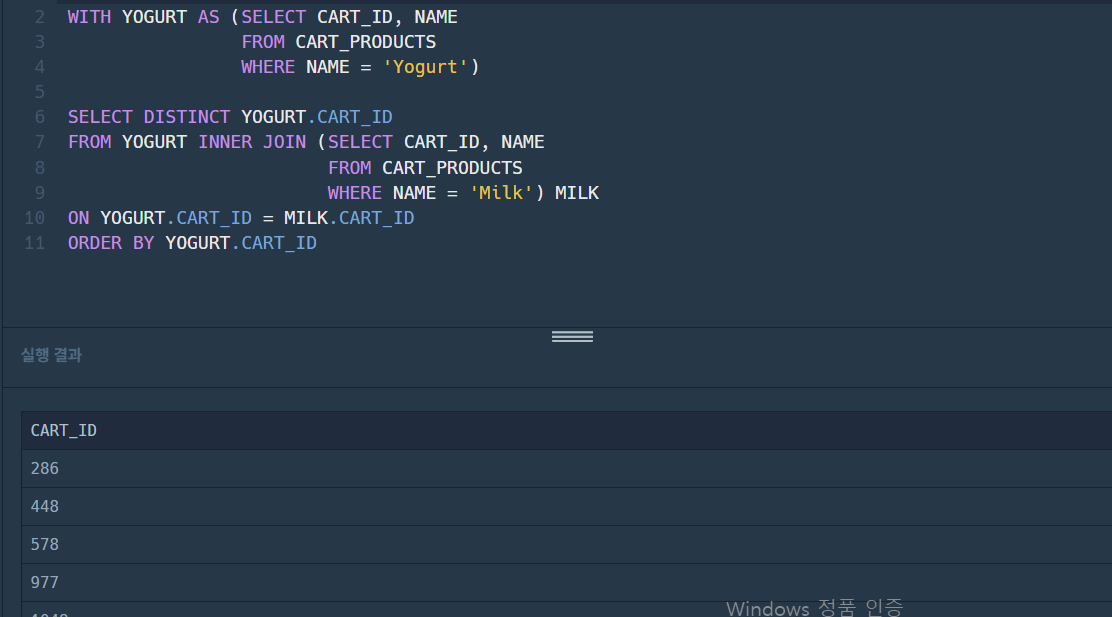 2 WITH YOGURT AS (SELECT CART_ID, NAME
3 FROM CART_PRODUCTS
4 WHERE NAME = 'Yogurt')
5
6 SELECT DISTINCT YOGURT.CART_ID
7 FROM YOGURT INNER JOIN (SELECT CART_ID, NAME
8 FROM CART_PRODUCTS
9 WHERE NAME = 'Milk') MILK
10 ON YOGURT.CART_ID = MILK.CART_ID
11 ORDER BY YOGURT.CART_ID
실행 결과
CART_ID
286
448
578
977
Windows 정품 인증